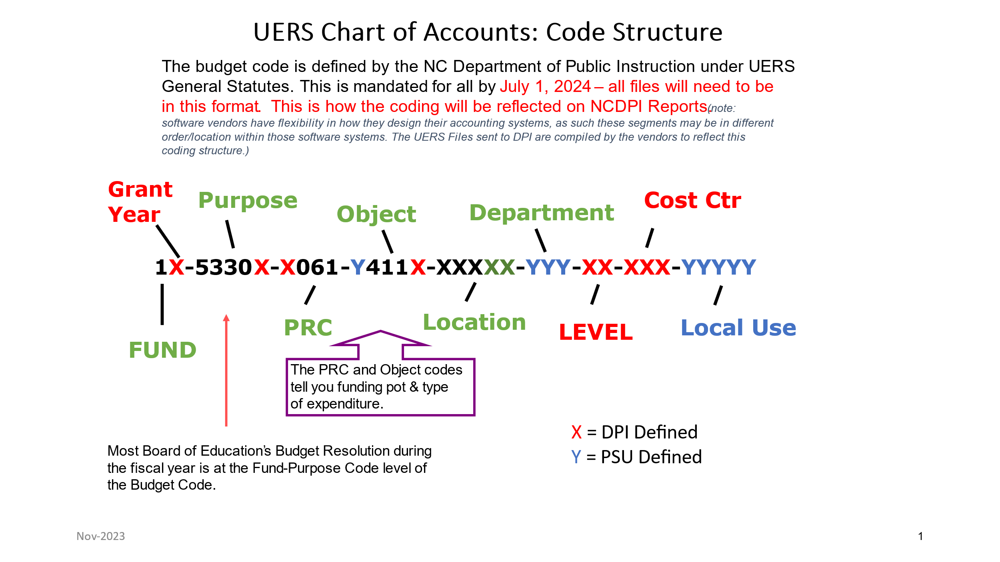 UERS Chart of Accounts: Code Structure
The budget code is defined by the NC Department of Public Instruction under UERS
General Statutes. This is mandated for all by July 1, 2024 – all files will need to be
in this format. This is how the coding will be reflected on NCDPI Reports. (note:
software vendors have flexibility in how they design their accounting systems, as such these segments may be in different
order/location within those software systems. The UERS Files sent to DPI are compiled by the vendors to reflect this
coding structure.)
Grant
Year
Purpose
Object
Department
Cost Ctr
1X-5330X-X061-Y411X-XXXXX-YYY-XX-XXX-YYYYY
FUND
PRC
Location
LEVEL
Local Use
The PRC and Object codes
tell you funding pot & type
of expenditure.
Most Board of Education’s Budget Resolution during
the fiscal year is at the Fund-Purpose Code level of
the Budget Code.
X = DPI Defined
Y = PSU Defined
Nov-2023
1